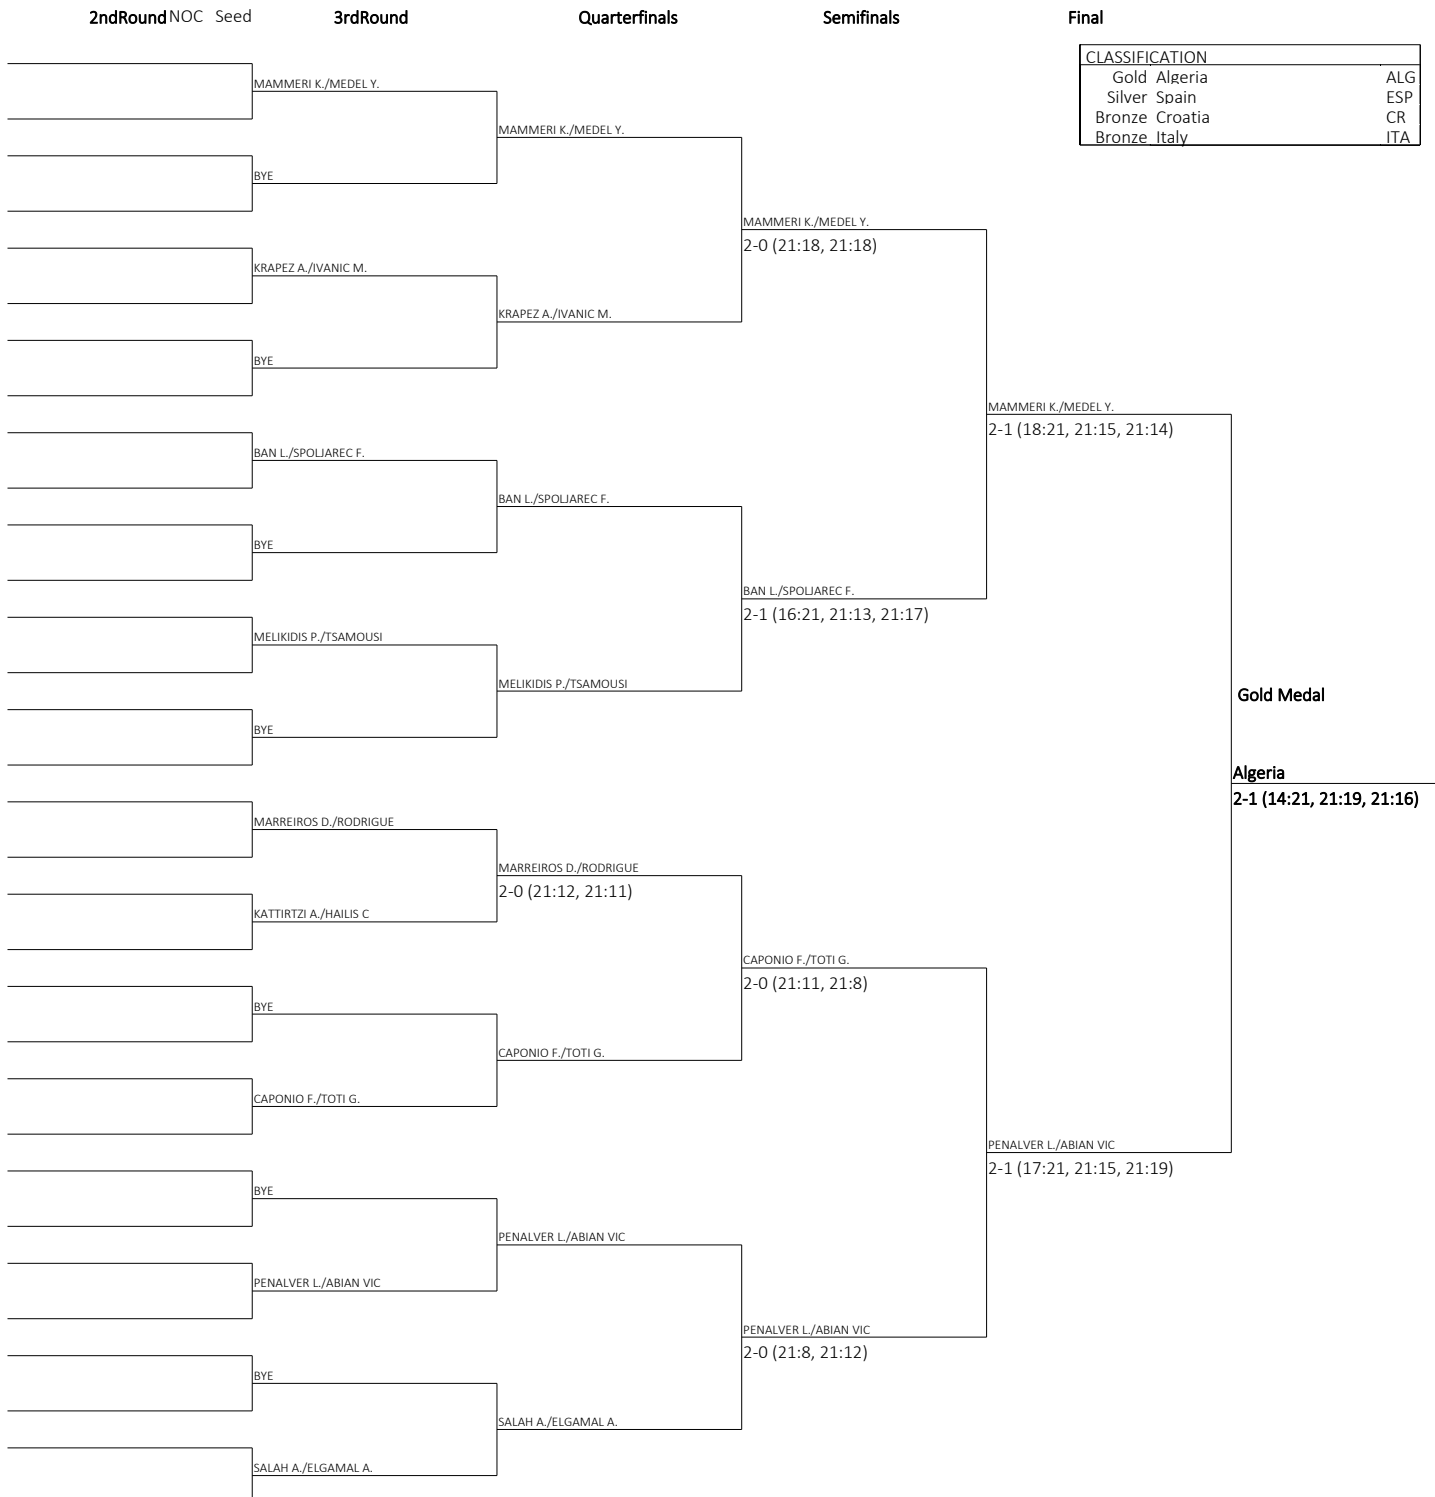 2ndRound NOC Seed 3rdRound Quarterfinals Semifinals Final
CLASSIFICATION
Gold Algeria ALG
Silver Spain ESP
Bronze Croatia CR
Bronze Italy ITA
MAMMERI K./MEDEL Y.
MAMMERI K./MEDEL Y.
BYE
MAMMERI K./MEDEL Y.
2-0 (21:18, 21:18)
KRAPEZ A./IVANIC M.
KRAPEZ A./IVANIC M.
BYE
MAMMERI K./MEDEL Y.
2-1 (18:21, 21:15, 21:14)
BAN L./SPOLJAREC F.
BAN L./SPOLJAREC F.
BYE
BAN L./SPOLJAREC F.
2-1 (16:21, 21:13, 21:17)
MELIKIDIS P./TSAMOUSI
MELIKIDIS P./TSAMOUSI
Gold Medal
BYE
Algeria
2-1 (14:21, 21:19, 21:16)
MARREIROS D./RODRIGUE
MARREIROS D./RODRIGUE
2-0 (21:12, 21:11)
KATTIRTZI A./HAILIS C
CAPONIO F./TOTI G.
2-0 (21:11, 21:8)
BYE
CAPONIO F./TOTI G.
CAPONIO F./TOTI G.
PENALVER L./ABIAN VIC
2-1 (17:21, 21:15, 21:19)
BYE
PENALVER L./ABIAN VIC
PENALVER L./ABIAN VIC
PENALVER L./ABIAN VIC
2-0 (21:8, 21:12)
BYE
SALAH A./ELGAMAL A.
SALAH A./ELGAMAL A.